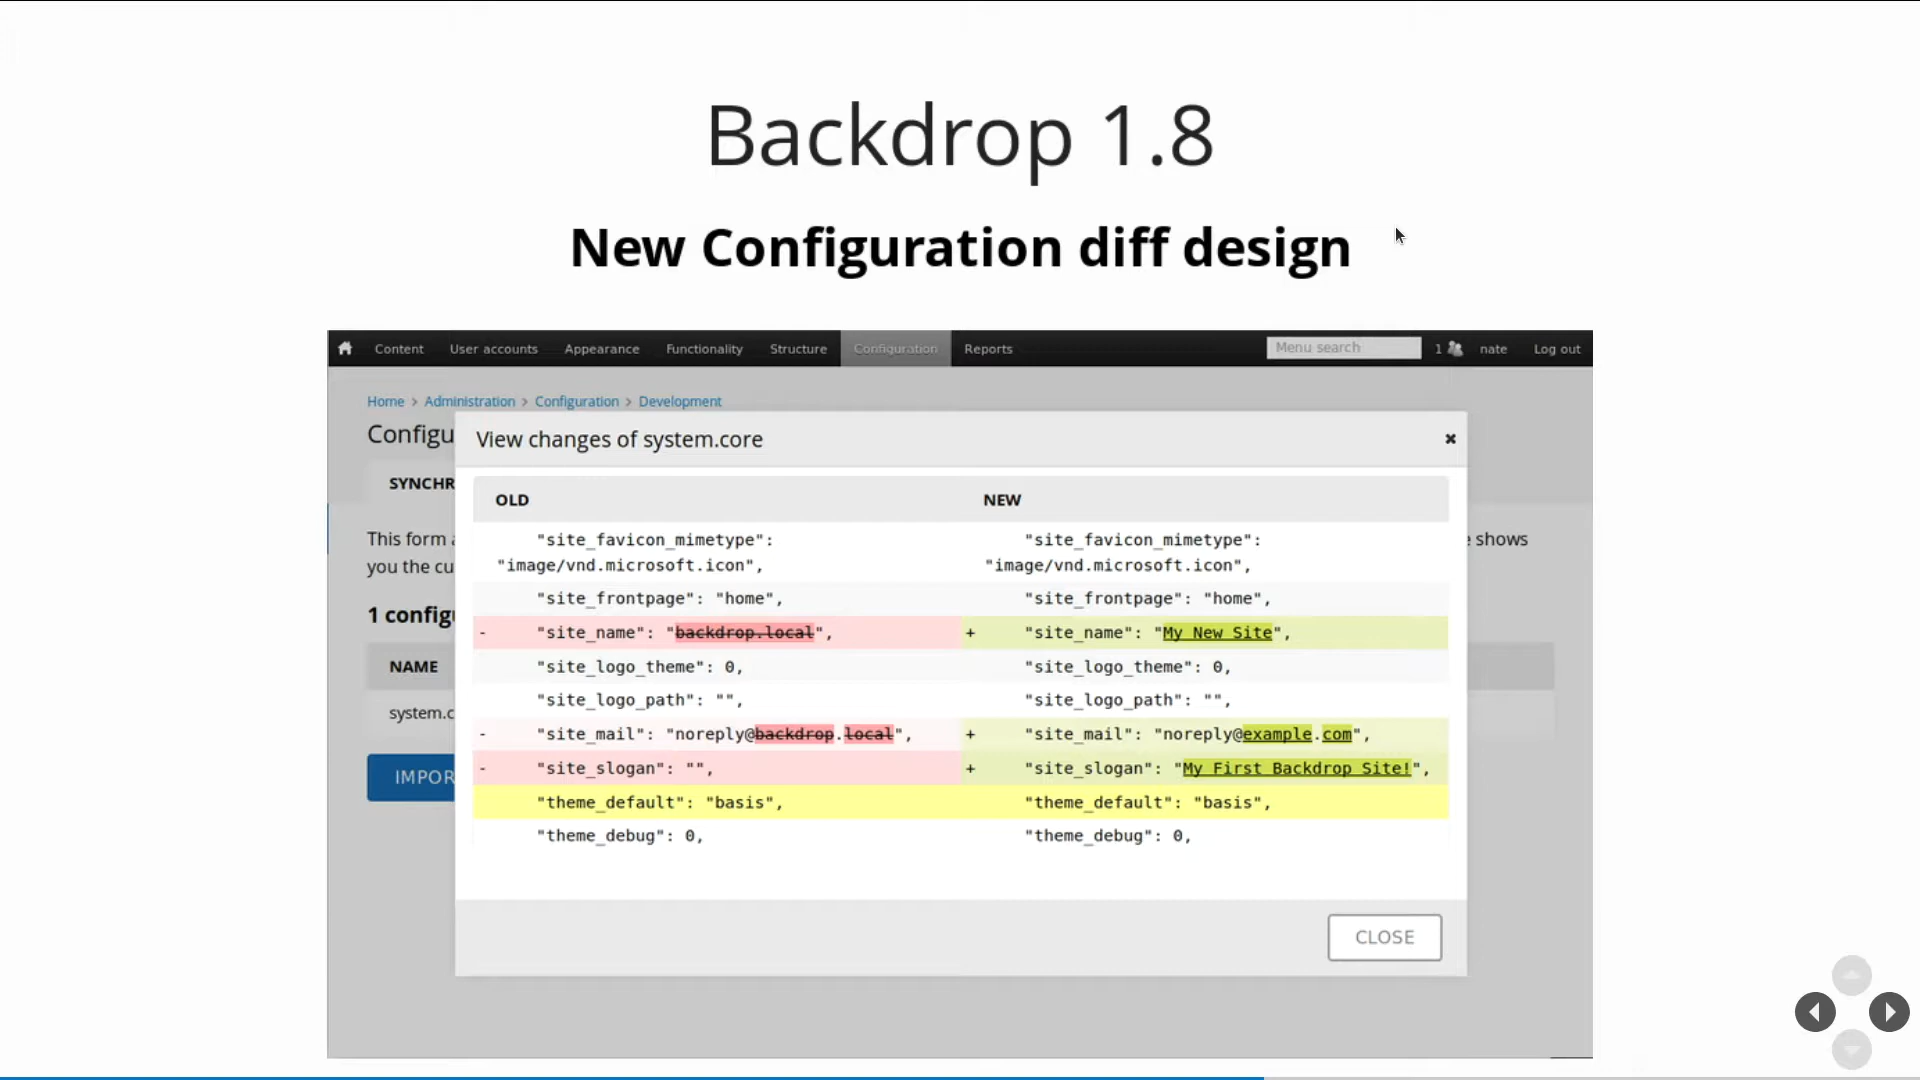 Backdrop 1.8
New Configuration diff design
Content User accounts Appearance Functionality Structure Configuration Reports Menu search 1 nate Log out
Home > Administration > Configuration > Development
Configu
View changes of system.core
SYNCHR
OLD NEW
This form e shows
you the cu
"site_favicon_mimetype": "site_favicon_mimetype":
"image/vnd.microsoft.icon", "image/vnd.microsoft.icon",
"site_frontpage": "home", "site_frontpage": "home",
1 config
- "site_name": "backdrop.local", + "site_name": "My New Site",
NAME
"site_logo_theme": 0, "site_logo_theme": 0,
"site_logo_path": "", "site_logo_path": "",
system.c
- "site_mail": "noreply@backdrop.local", + "site_mail": "noreply@example.com",
- "site_slogan": "", + "site_slogan": "My First Backdrop Site!",
IMPOR
"theme_default": "basis", "theme_default": "basis",
"theme_debug": 0, "theme_debug": 0,
CLOSE